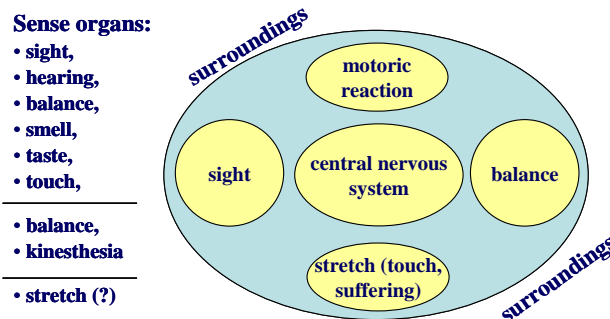 Sense organs:
• sight,
• hearing,
• balance,
• smell,
• taste,
• touch,
• balance,
• kinesthesia
• stretch (?)
surroundings
motoric
reaction
sight
central nervous
system
balance
stretch (touch,
suffering)
surroundings